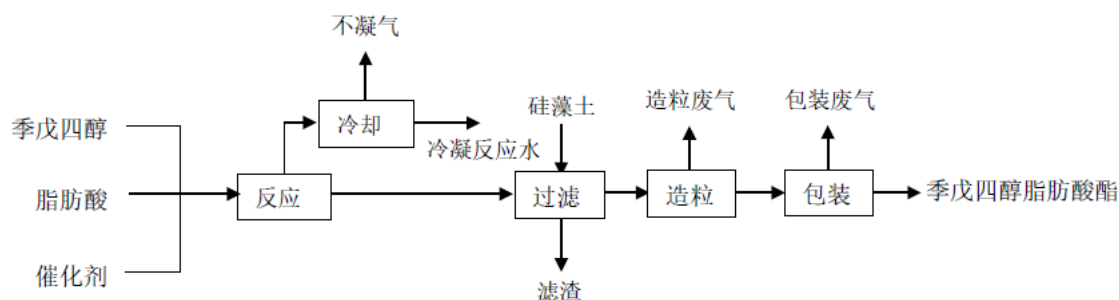 不凝气
硅藻土
造粒废气
包装废气
季戊四醇
冷却
冷凝反应水
脂肪酸
反应
过滤
造粒
包装
季戊四醇脂肪酸酯
催化剂
滤渣